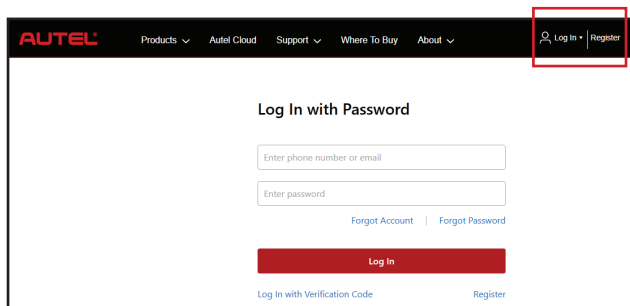 AUTEL Products Autel Cloud Support Where To Buy About Log In Register
Log In with Password
Enter phone number or email
Enter password
Forgot Account | Forgot Password
Log In
Log In with Verification Code Register